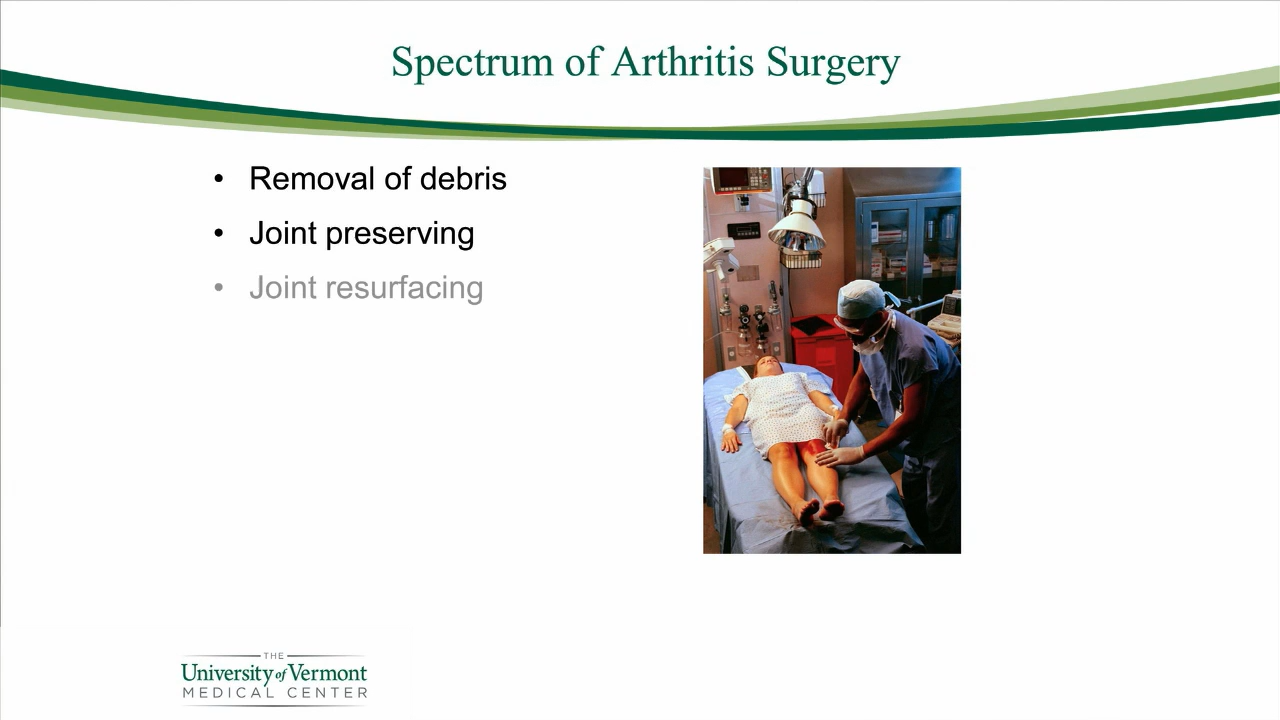 Spectrum of Arthritis Surgery
• Removal of debris
• Joint preserving
• Joint resurfacing
THE
University of Vermont
MEDICAL CENTER